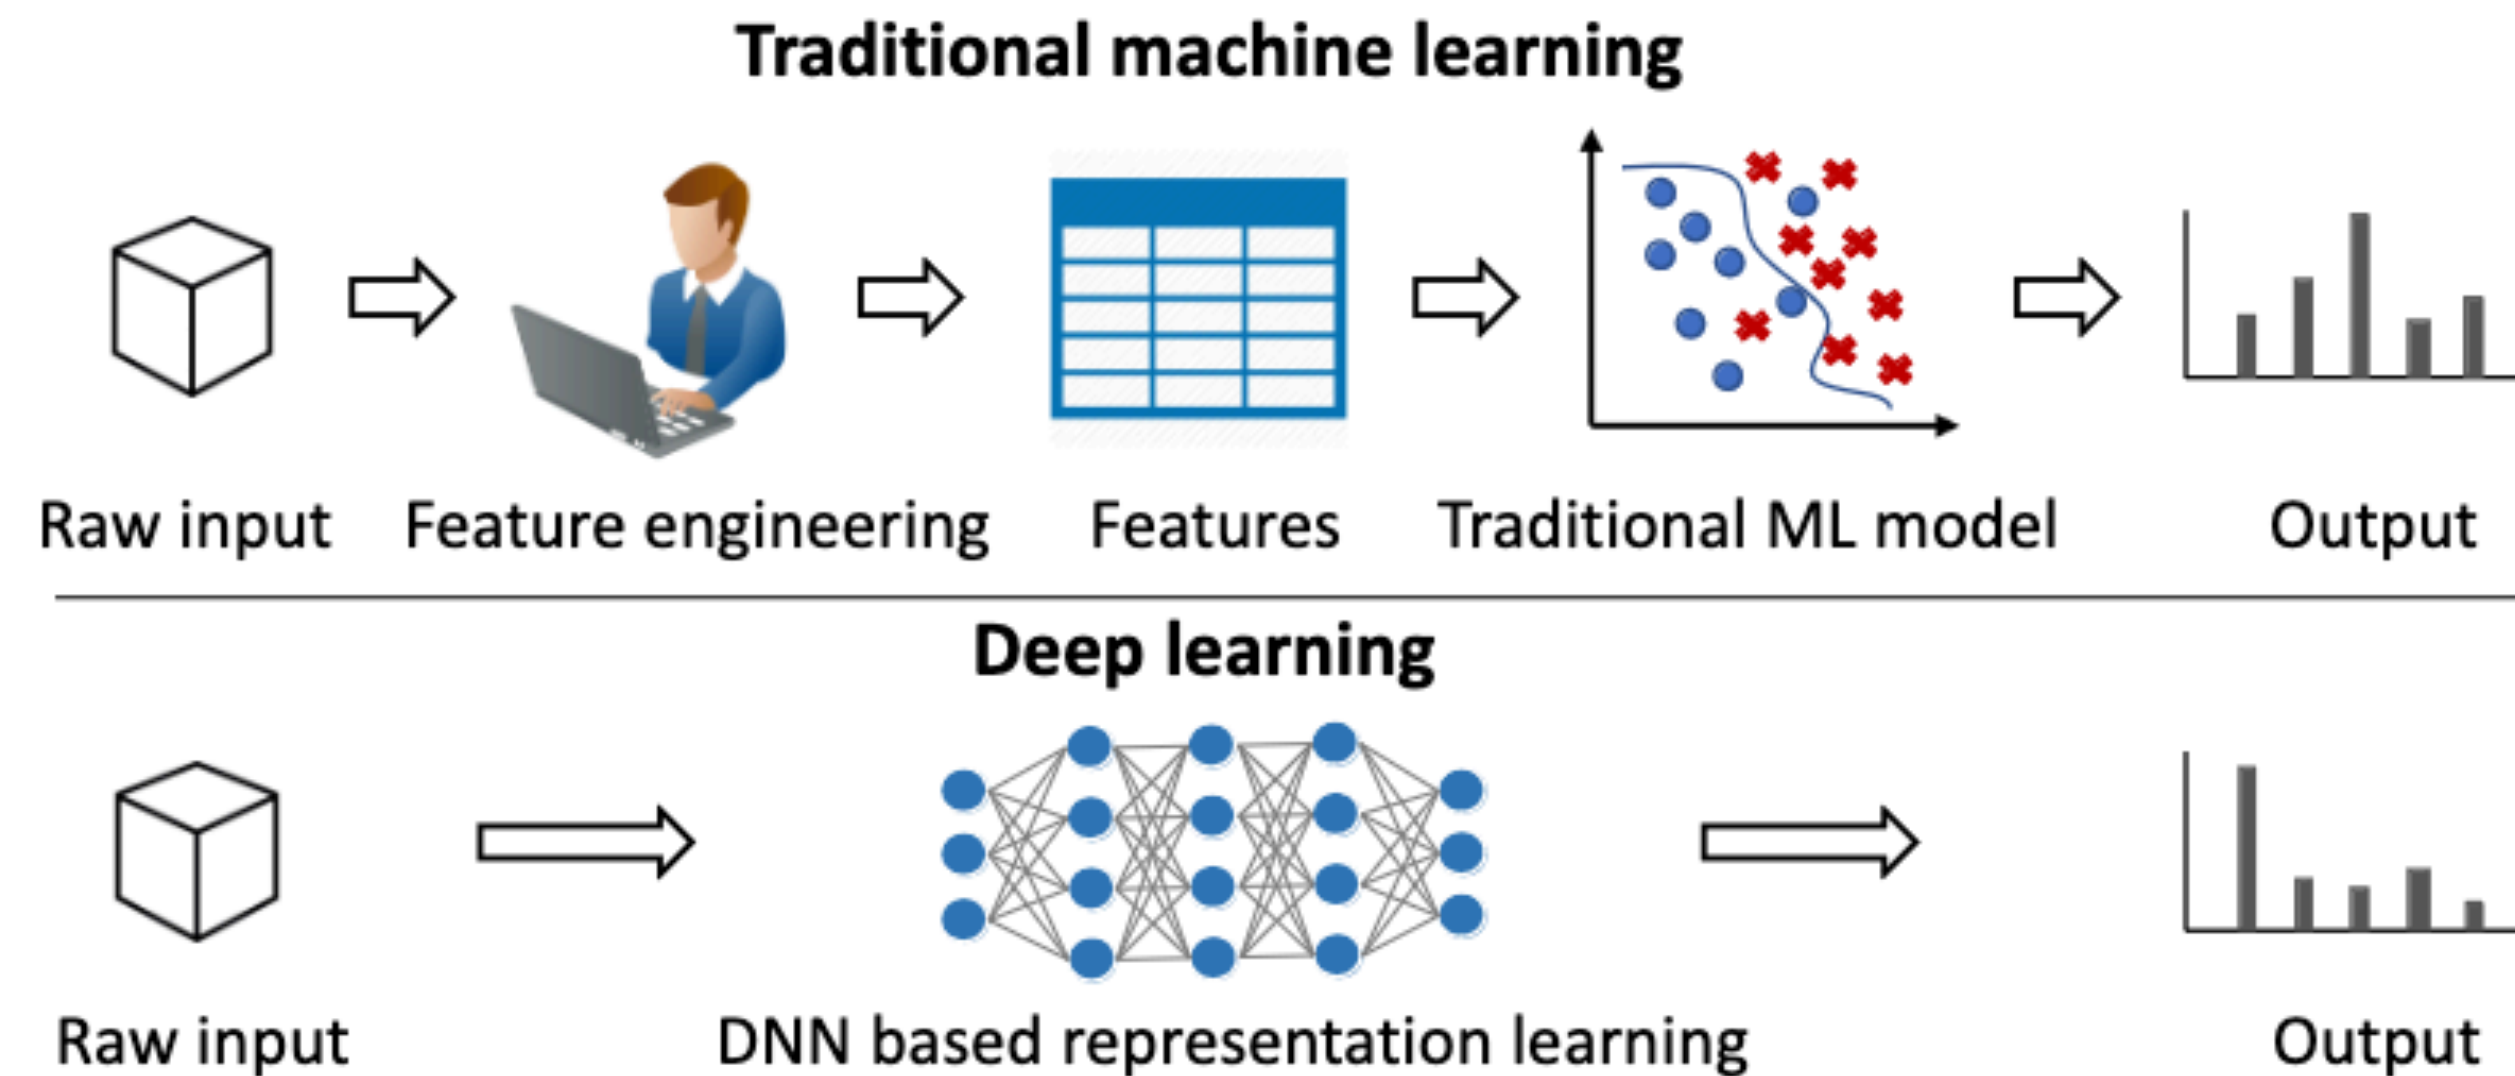 Traditional machine learning
Raw input
Feature engineering
Features
Traditional ML model
Output
Deep learning
Raw input
DNN based representation learning
Output